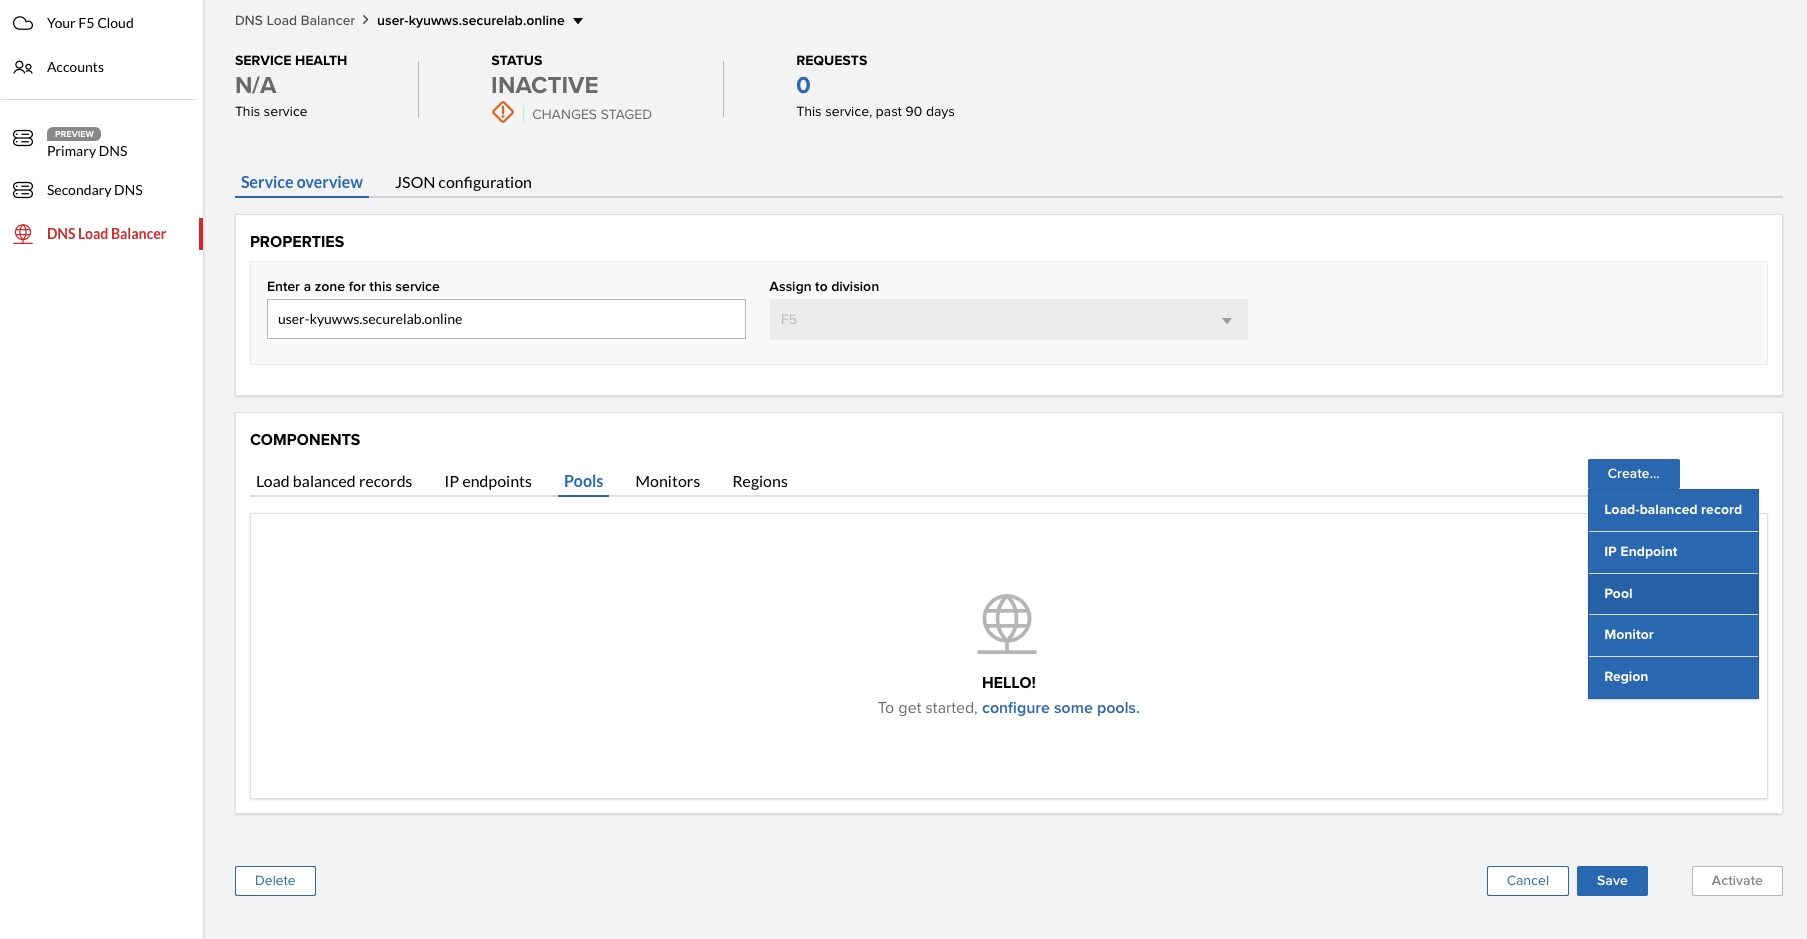 Your F5 Cloud
Accounts
PREVIEW
Primary DNS
Secondary DNS
DNS Load Balancer
DNS Load Balancer > user-kyuwws.securelab.online
SERVICE HEALTH
N/A
This service
STATUS
INACTIVE
CHANGES STAGED
REQUESTS
0
This service, past 90 days
Service overview JSON configuration
PROPERTIES
Enter a zone for this service
user-kyuwws.securelab.online
Assign to division
F5
COMPONENTS
Load balanced records IP endpoints Pools Monitors Regions
Create...
Load-balanced record
IP Endpoint
Pool
Monitor
Region
HELLO!
To get started, configure some pools.
Delete Cancel Save Activate